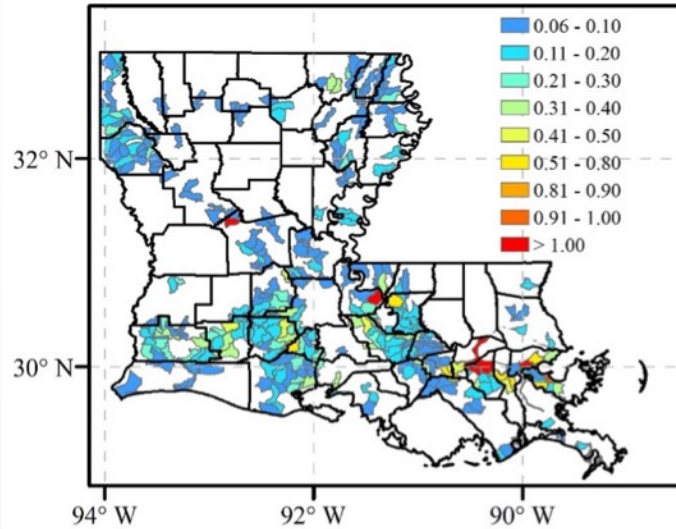 0.06 - 0.10
0.11 - 0.20
0.21 - 0.30
0.31 - 0.40
0.41 - 0.50
0.51 - 0.80
0.81 - 0.90
0.91 - 1.00
> 1.00
32° N
30° N
94° W
92° W
90° W